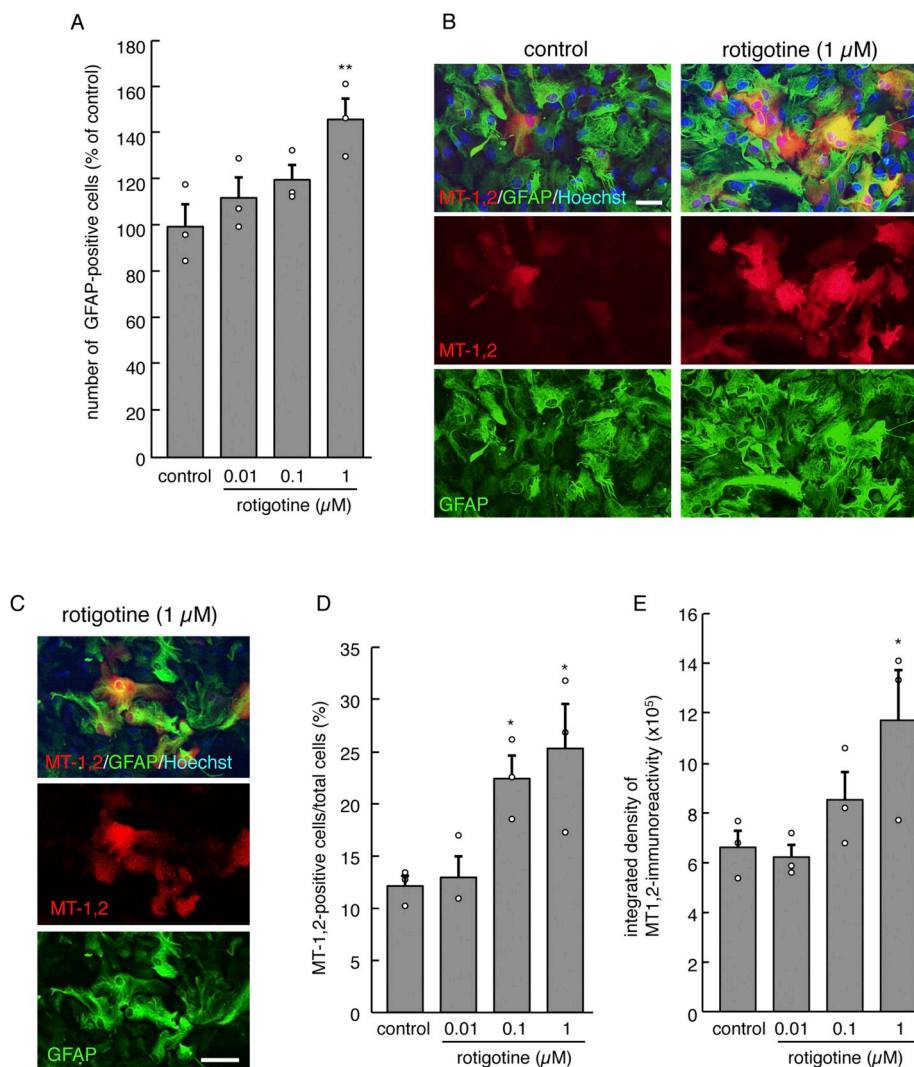 A
number of GFAP-positive cells (% of control)
180
160
140
120
100
80
60
40
20
0
**
control
0.01
0.1
1
rotigotine (µM)
B
control
rotigotine (1 µM)
MT-1,2/GFAP/Hoechst
MT-1,2
GFAP
C
rotigotine (1 µM)
MT-1,2/GFAP/Hoechst
MT-1,2
GFAP
D
MT-1,2-positive cells/total cells (%)
35
30
25
20
15
10
5
0
*
*
control
0.01
0.1
1
rotigotine (µM)
E
integrated density of
MT1,2-immunoreactivity (x10⁵)
16
14
12
10
8
6
4
2
0
*
control
0.01
0.1
1
rotigotine (µM)